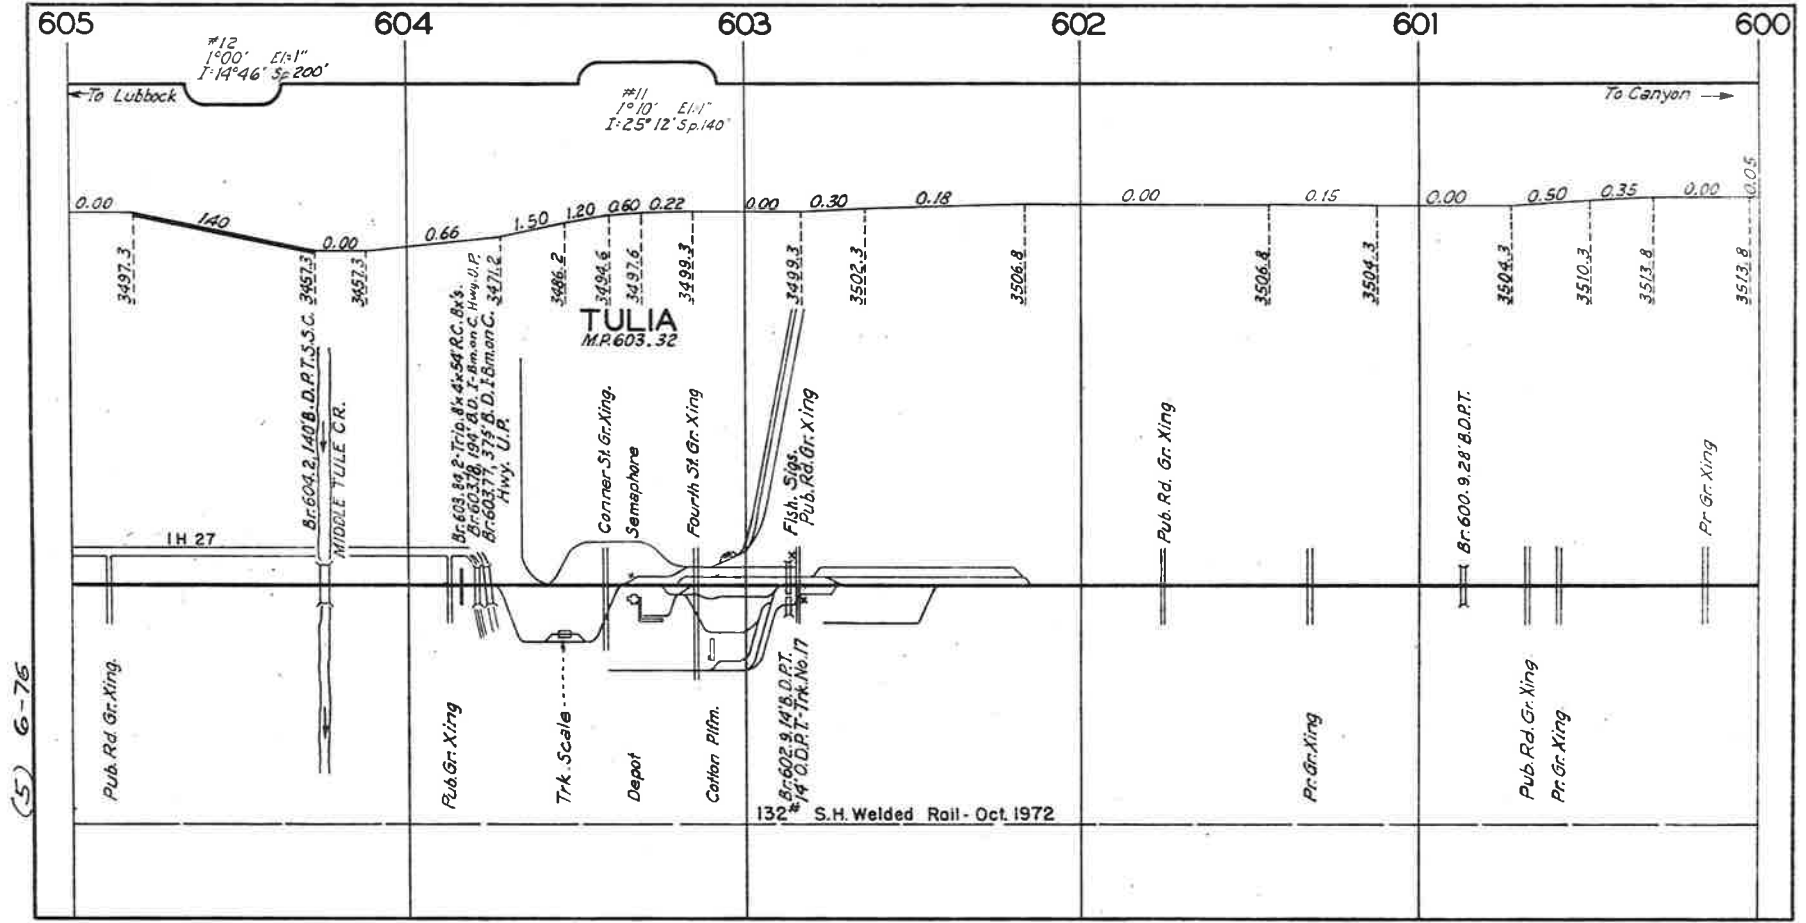 605 604 603 602 601 600
#12
1°00' El:1"
I:14°46' Sp 200'
#11
1°10' El:1"
I:25°12' Sp.140'
←To Lubbock
To Canyon →
0.00 .140 0.00 0.66 1.50 1.20 0.60 0.22 0.00 0.30 0.18 0.00 0.15 0.00 0.50 0.35 0.00 0.05
3497.3 3457.3 3457.3 3471.2 3486.2 3494.6 3497.6 3499.3 3499.3 3502.3 3506.8 3506.8 3504.3 3504.3 3510.3 3513.8 3513.8
TULIA
M.P. 603.32
Br. 604.2, 140' B.D.P.T.S.S.C.
MIDDLE TULE CR.
Br. 603.84, 2-Trip. 8'x4'x54' R.C. Bx's.
Br. 603.78, 194' B.D. I-Bm. on C. Hwy. U.P.
Br. 603.77, 375' B.D. I Bm. on C.
Hwy. U.P.
Conner St. Gr. Xing.
Semaphore
Fourth St. Gr. Xing
Flsh. Sigs.
Pub. Rd. Gr. Xing
Pub. Rd. Gr. Xing
Br. 600.9, 28' B.D.P.T.
Pr. Gr. Xing
IH 27
Pub. Rd. Gr. Xing.
Pub. Gr. Xing
Trk. Scale
Depot
Cotton Plfm.
Br. 602.9, 14' B.D.P.T.
14' O.D.P.T.-Trk. No. 17
Pr. Gr. Xing
Pub. Rd. Gr. Xing
Pr. Gr. Xing
132# S.H. Welded Rail - Oct. 1972
(5) 6-76